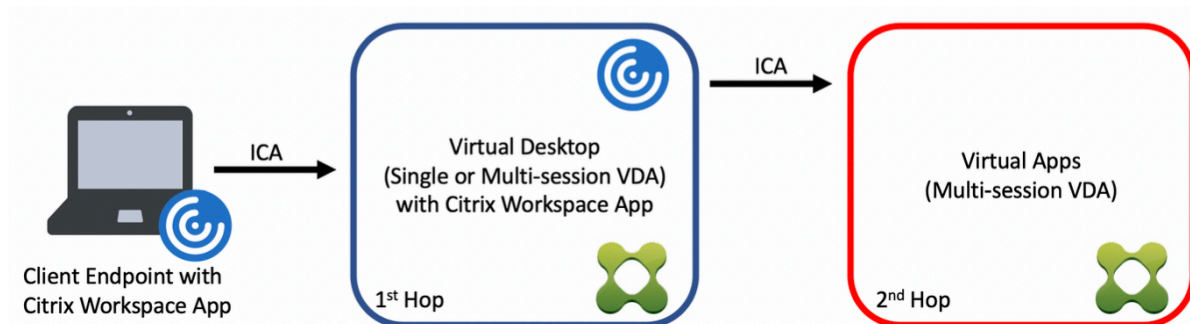 ICA
Client Endpoint with
Citrix Workspace App
Virtual Desktop
(Single or Multi-session VDA)
with Citrix Workspace App
1st Hop
ICA
Virtual Apps
(Multi-session VDA)
2nd Hop